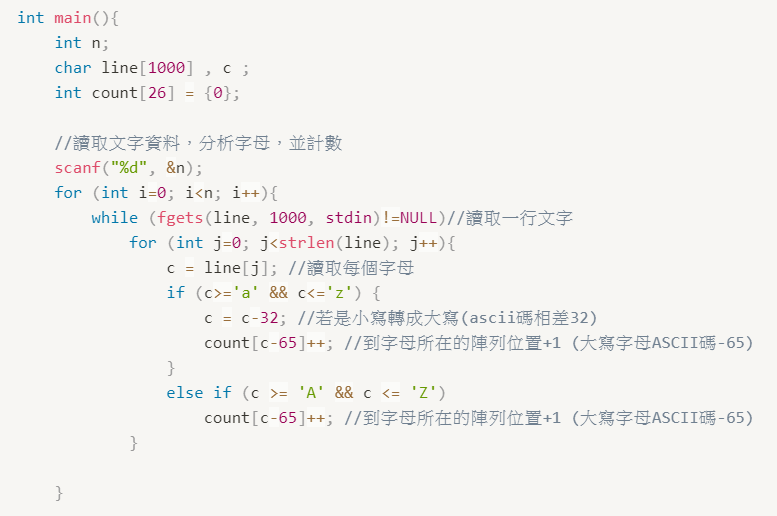 int main(){
    int n;
    char line[1000] , c ;
    int count[26] = {0};

    //讀取文字資料，分析字母，並計數
    scanf("%d", &n);
    for (int i=0; i<n; i++){
        while (fgets(line, 1000, stdin)!=NULL)//讀取一行文字
            for (int j=0; j<strlen(line); j++){
                c = line[j]; //讀取每個字母
                if (c>='a' && c<='z') {
                    c = c-32; //若是小寫轉成大寫(ascii碼相差32)
                    count[c-65]++; //到字母所在的陣列位置+1 (大寫字母ASCII碼-65)
                }
                else if (c >= 'A' && c <= 'Z')
                    count[c-65]++; //到字母所在的陣列位置+1 (大寫字母ASCII碼-65)
            }

    }